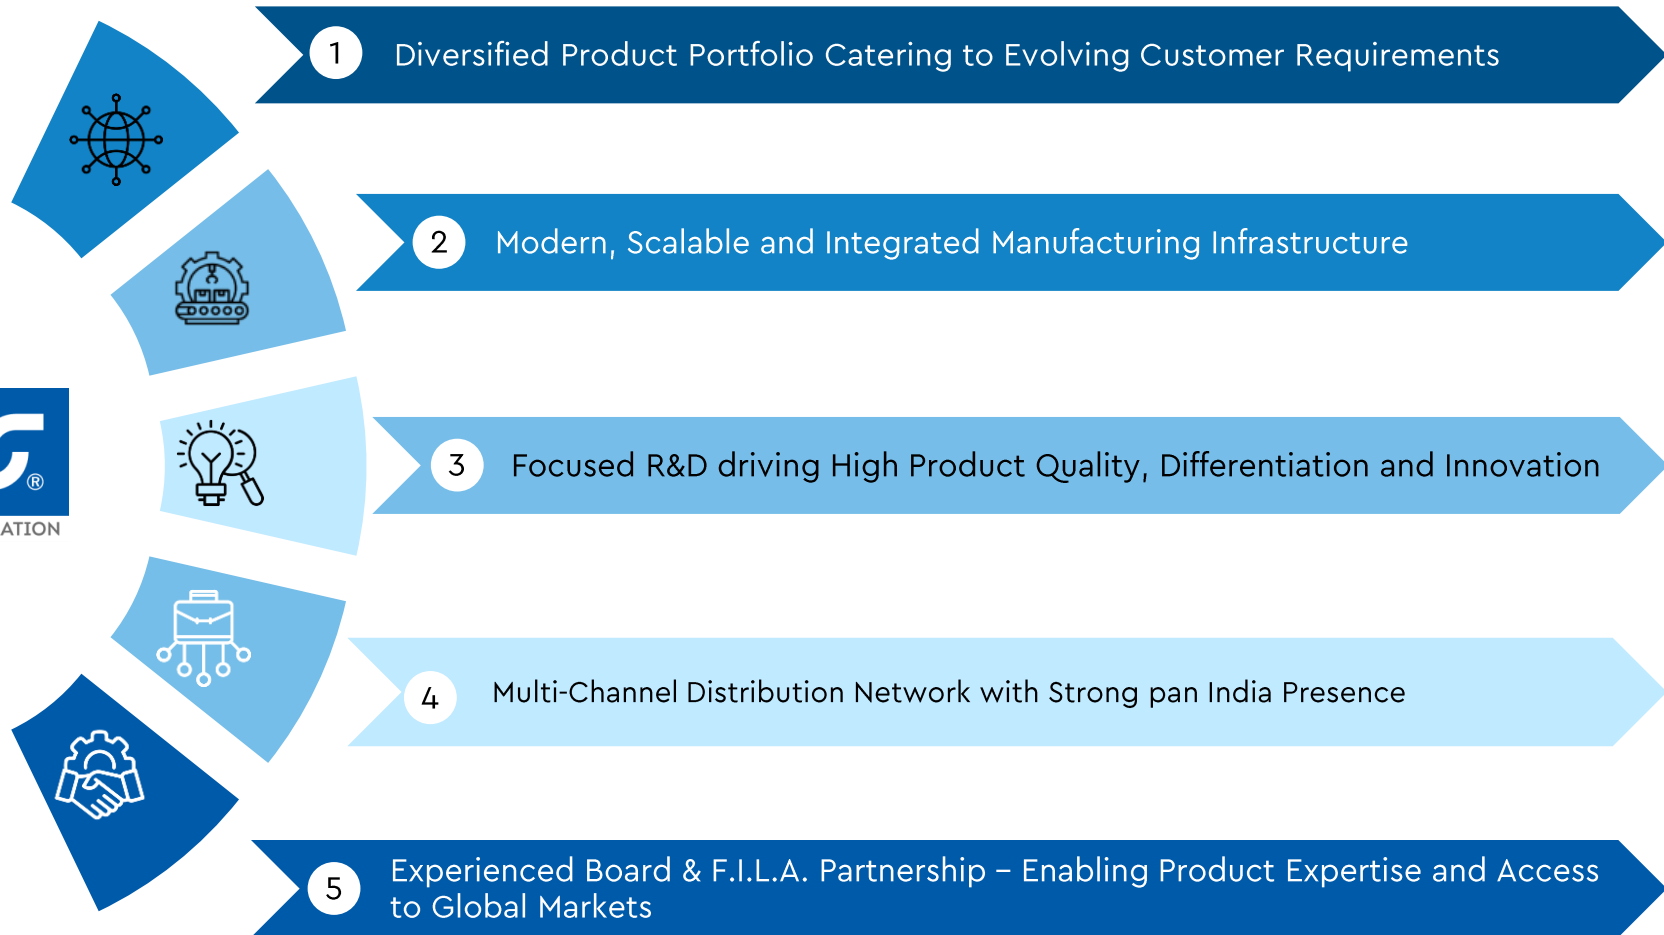 1
Diversified Product Portfolio Catering to Evolving Customer Requirements
2
Modern, Scalable and Integrated Manufacturing Infrastructure
3
Focused R&D driving High Product Quality, Differentiation and Innovation
®
ATION
4
Multi-Channel Distribution Network with Strong pan India Presence
5
Experienced Board & F.I.L.A. Partnership – Enabling Product Expertise and Access
to Global Markets